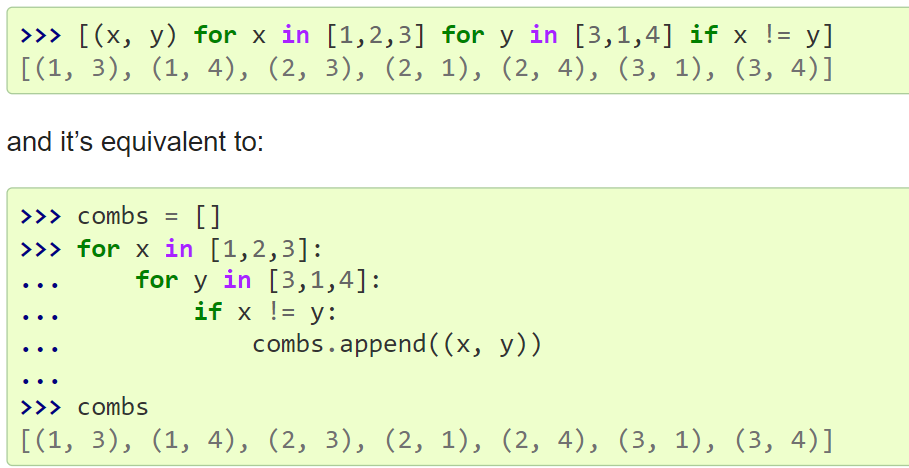 >>> [(x, y) for x in [1,2,3] for y in [3,1,4] if x != y]
[(1, 3), (1, 4), (2, 3), (2, 1), (2, 4), (3, 1), (3, 4)]
and it’s equivalent to:
>>> combs = []
>>> for x in [1,2,3]:
...     for y in [3,1,4]:
...         if x != y:
...             combs.append((x, y))
...
>>> combs
[(1, 3), (1, 4), (2, 3), (2, 1), (2, 4), (3, 1), (3, 4)]